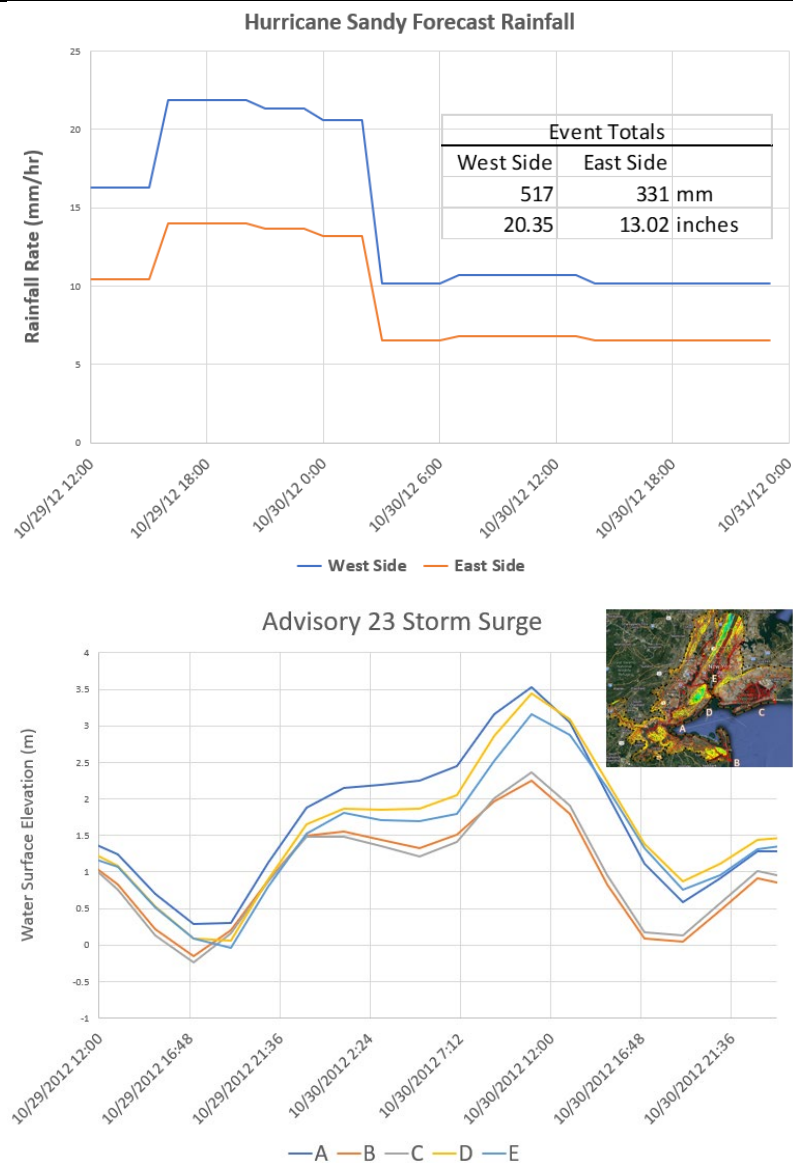 Hurricane Sandy Forecast Rainfall
25
20
15
10
5
0
Rainfall Rate (mm/hr)
Event Totals
West Side East Side
517 331 mm
20.35 13.02 inches
10/29/12 12:00
10/29/12 18:00
10/30/12 0:00
10/30/12 6:00
10/30/12 12:00
10/30/12 18:00
10/31/12 0:00
West Side East Side
Advisory 23 Storm Surge
4
3.5
3
2.5
2
1.5
1
0.5
0
-0.5
-1
Water Surface Elevation (m)
E
D
C
A
B
10/29/2012 12:00
10/29/2012 16:48
10/29/2012 21:36
10/30/2012 2:24
10/30/2012 7:12
10/30/2012 12:00
10/30/2012 16:48
10/30/2012 21:36
A B C D E